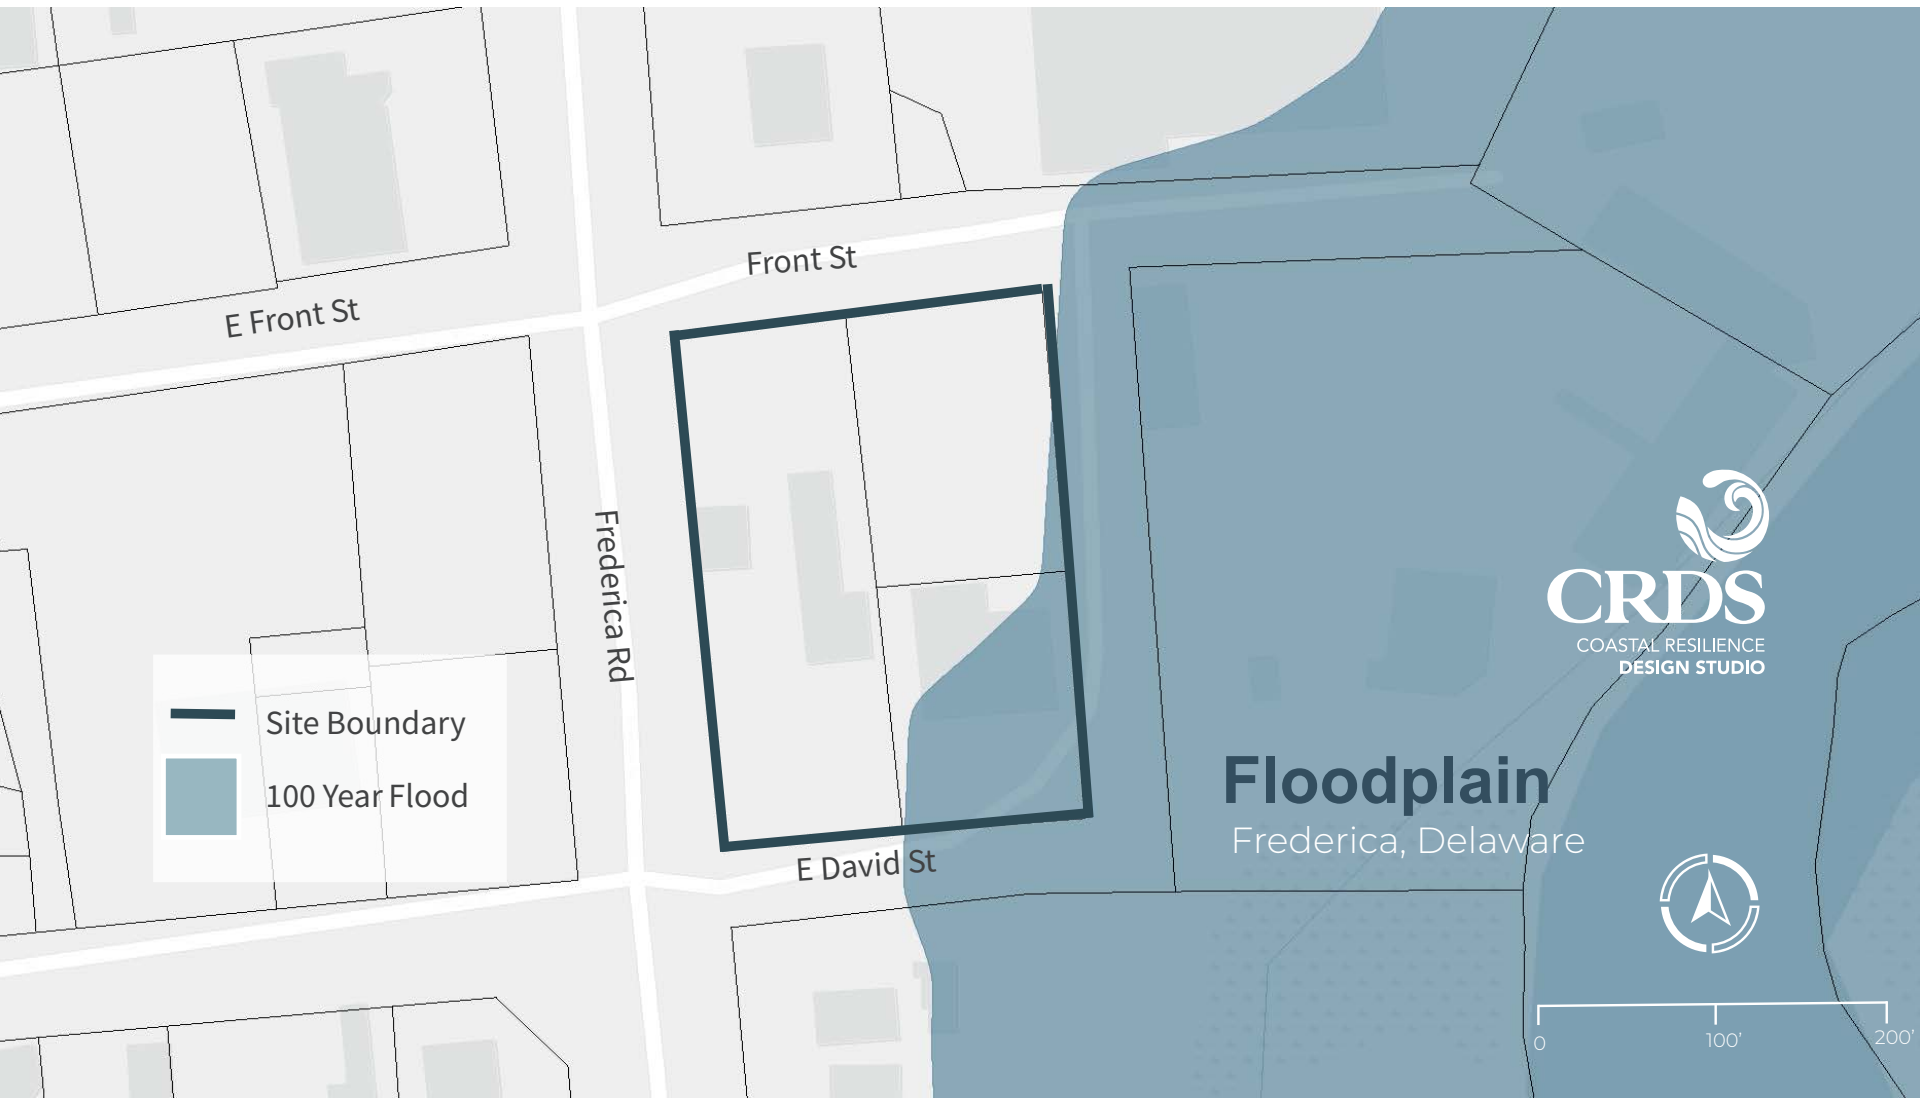 Front St
E Front St
Frederica Rd
Site Boundary
100 Year Flood
E David St
CRDS
COASTAL RESILIENCE
DESIGN STUDIO
Floodplain
Frederica, Delaware
0
100'
200'